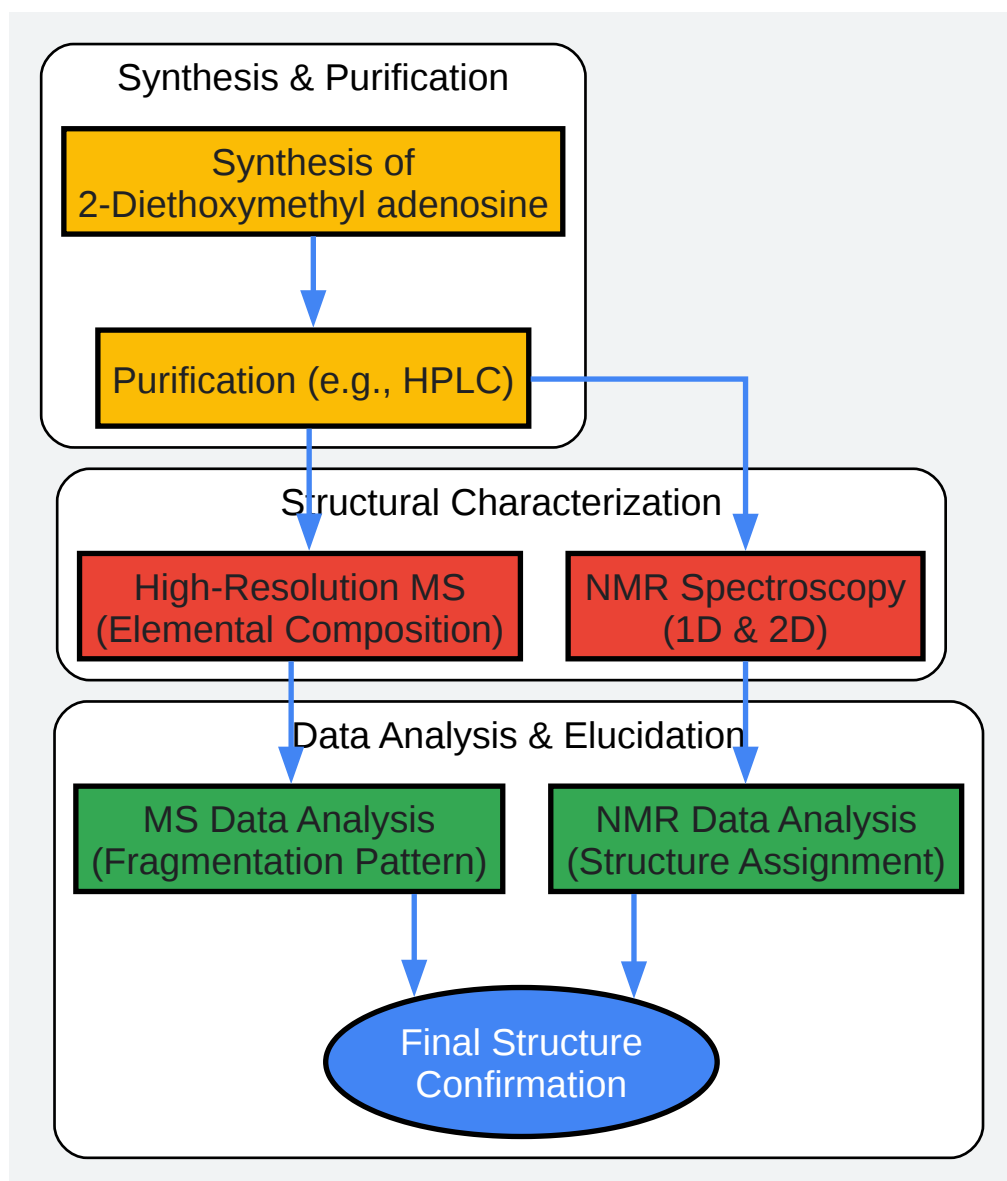 Synthesis & Purification
Synthesis of
2-Diethoxymethyl adenosine
Purification (e.g., HPLC)
Structural Characterization
High-Resolution MS
(Elemental Composition)
NMR Spectroscopy
(1D & 2D)
Data Analysis & Elucidation
MS Data Analysis
(Fragmentation Pattern)
NMR Data Analysis
(Structure Assignment)
Final Structure
Confirmation